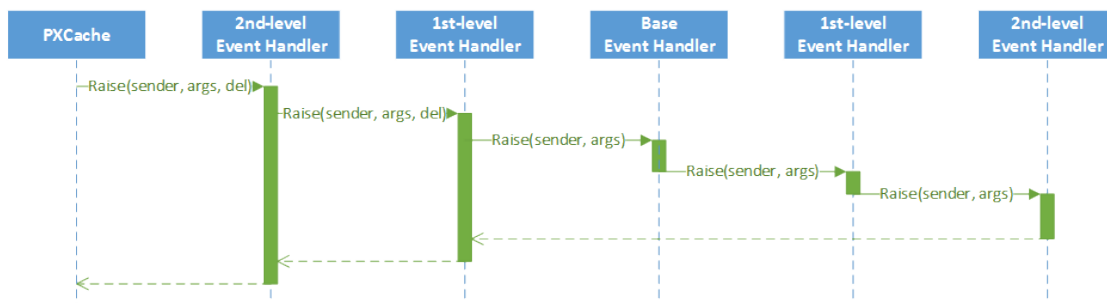 PXCache
2nd-level
Event Handler
1st-level
Event Handler
Base
Event Handler
1st-level
Event Handler
2nd-level
Event Handler
Raise(sender, args, del)
Raise(sender, args, del)
Raise(sender, args)
Raise(sender, args)
Raise(sender, args)